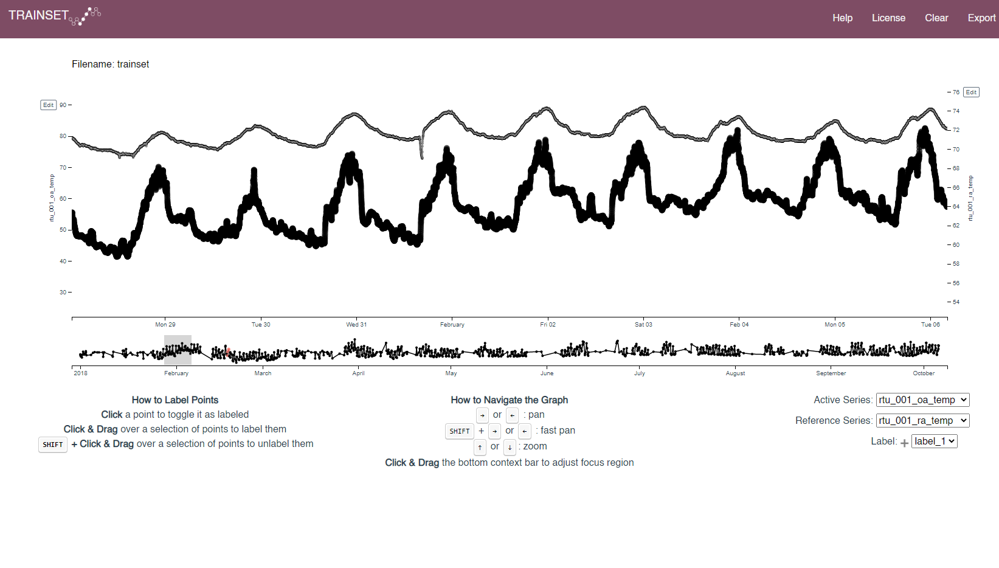 TRAINSET
Help License Clear Export
Filename: trainset
Edit 90
80
70
60
50
40
30
rtu_001_oa_temp
76 Edit
74
72
70
68
66
64
62
60
58
56
54
rtu_001_ra_temp
Mon 29 Tue 30 Wed 31 February Fri 02 Sat 03 Feb 04 Mon 05 Tue 06
2018 February March April May June July August September October
How to Label Points
Click a point to toggle it as labeled
Click & Drag over a selection of points to label them
SHIFT + Click & Drag over a selection of points to unlabel them
How to Navigate the Graph
→ or ← : pan
SHIFT + → or ← : fast pan
↑ or ↓ : zoom
Click & Drag the bottom context bar to adjust focus region
Active Series: rtu_001_oa_temp
Reference Series: rtu_001_ra_temp
Label: + label_1